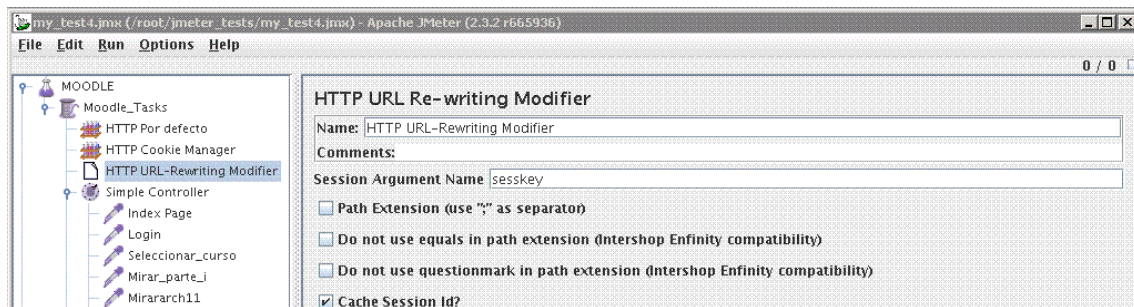 my_test4.jmx (/root/jmeter_tests/my_test4.jmx) - Apache JMeter (2.3.2 r665936)
File Edit Run Options Help
0 / 0
MOODLE
Moodle_Tasks
HTTP Por defecto
HTTP Cookie Manager
HTTP URL-Rewriting Modifier
Simple Controller
Index Page
Login
Seleccionar_curso
Mirar_parte_i
Mirararch11
HTTP URL Re-writing Modifier
Name: HTTP URL-Rewriting Modifier
Comments:
Session Argument Name sesskey
Path Extension (use ";" as separator)
Do not use equals in path extension (Intershop Enfinity compatibility)
Do not use questionmark in path extension (Intershop Enfinity compatibility)
Cache Session Id?